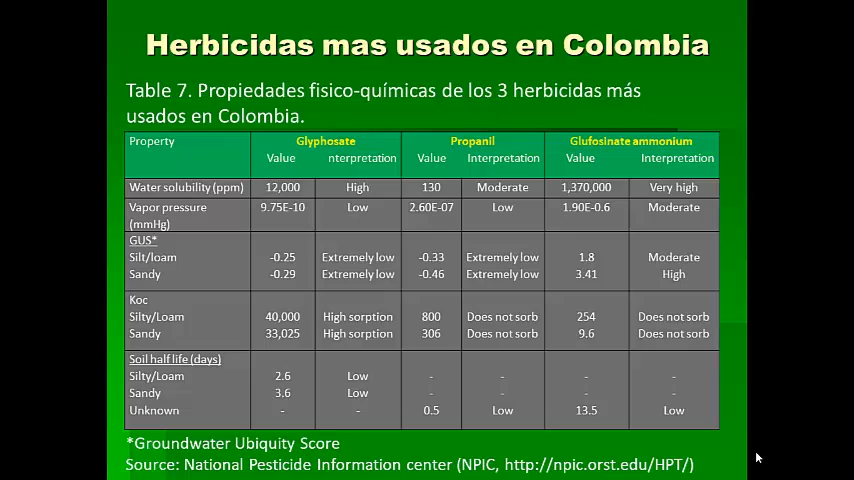 Herbicidas mas usados en Colombia
Table 7. Propiedades fisico-químicas de los 3 herbicidas más
usados en Colombia.
Property Glyphosate Propanil Glufosinate ammonium
Value nterpretation Value Interpretation Value Interpretation
Water solubility (ppm) 12,000 High 130 Moderate 1,370,000 Very high
Vapor pressure 9.75E-10 Low 2.60E-07 Low 1.90E-0.6 Moderate
(mmHg)
GUS*
Silt/loam -0.25 Extremely low -0.33 Extremely low 1.8 Moderate
Sandy -0.29 Extremely low -0.46 Extremely low 3.41 High
Koc
Silty/Loam 40,000 High sorption 800 Does not sorb 254 Does not sorb
Sandy 33,025 High sorption 306 Does not sorb 9.6 Does not sorb
Soil half life (days)
Silty/Loam 2.6 Low - - - -
Sandy 3.6 Low - - - -
Unknown - - 0.5 Low 13.5 Low
*Groundwater Ubiquity Score
Source: National Pesticide Information center (NPIC, http://npic.orst.edu/HPT/)